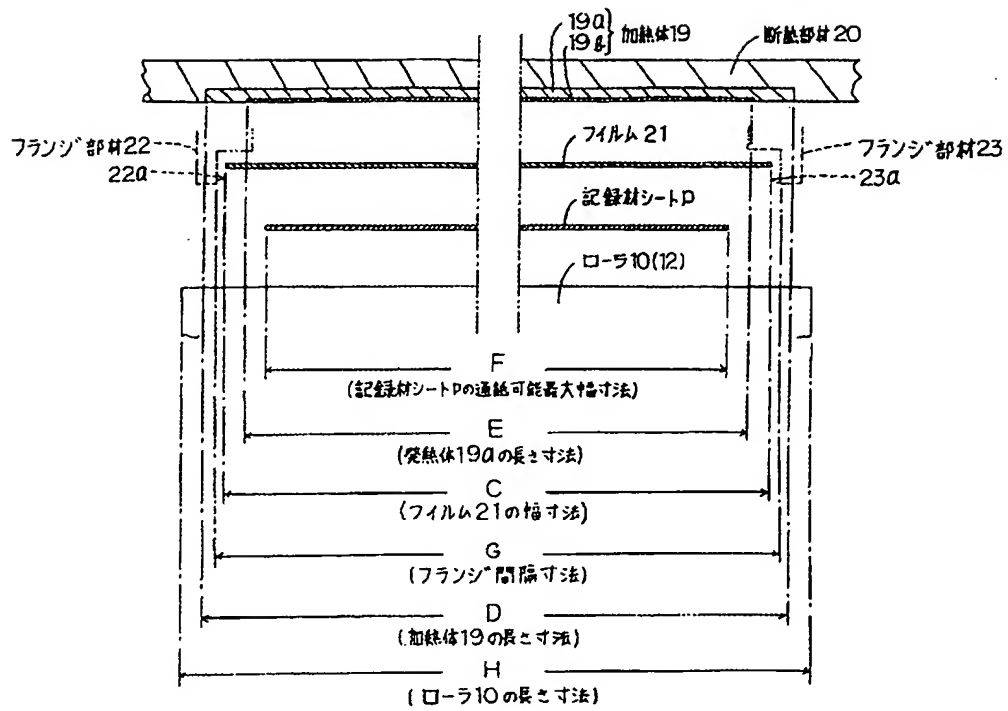 19a
19b } 加熱体19
断熱部材20
フランジ部材22
22a
フイルム21
フランジ部材23
23a
記録材シートP
ローラ10(12)
F
(記録材シートPの通紙可能最大幅寸法)
E
(発熱体19aの長さ寸法)
C
(フイルム21の幅寸法)
G
(フランジ間隔寸法)
D
(加熱体19の長さ寸法)
H
(ローラ10の長さ寸法)